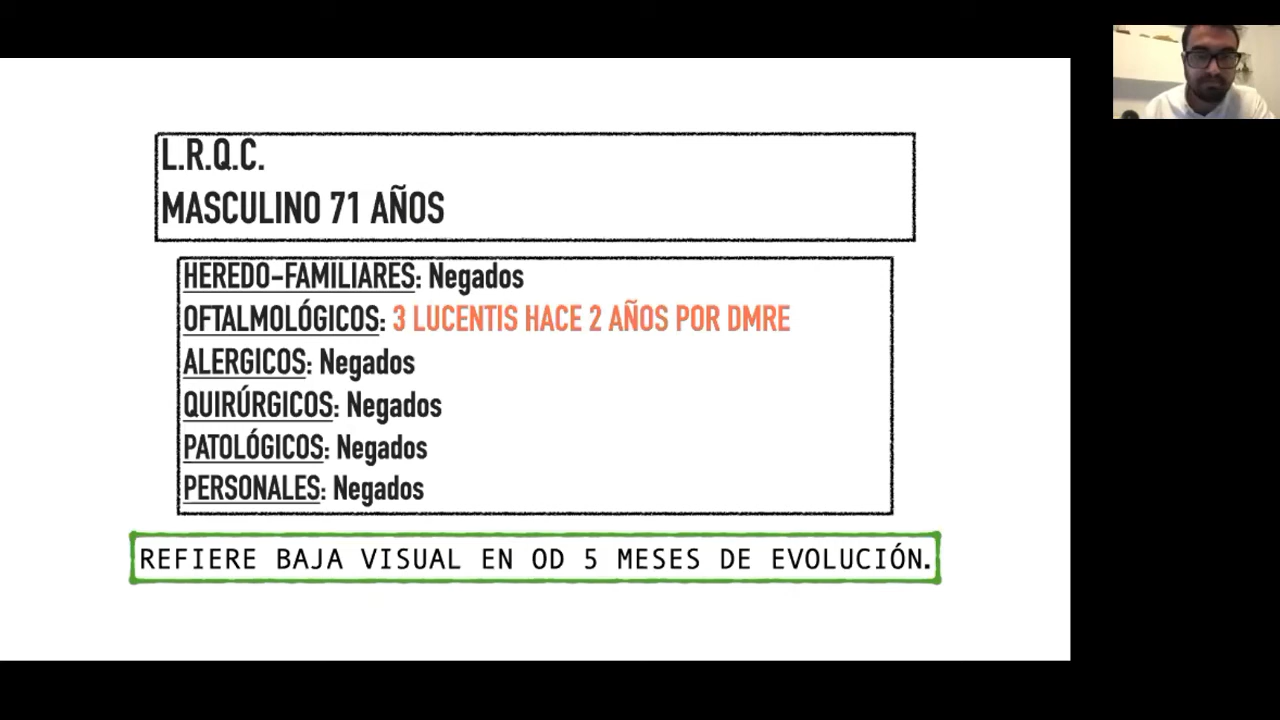 L.R.Q.C.
MASCULINO 71 AÑOS
HEREDO-FAMILIARES: Negados
OFTALMOLÓGICOS: 3 LUCENTIS HACE 2 AÑOS POR DMRE
ALERGICOS: Negados
QUIRÚRGICOS: Negados
PATOLÓGICOS: Negados
PERSONALES: Negados
REFIERE BAJA VISUAL EN OD 5 MESES DE EVOLUCIÓN.